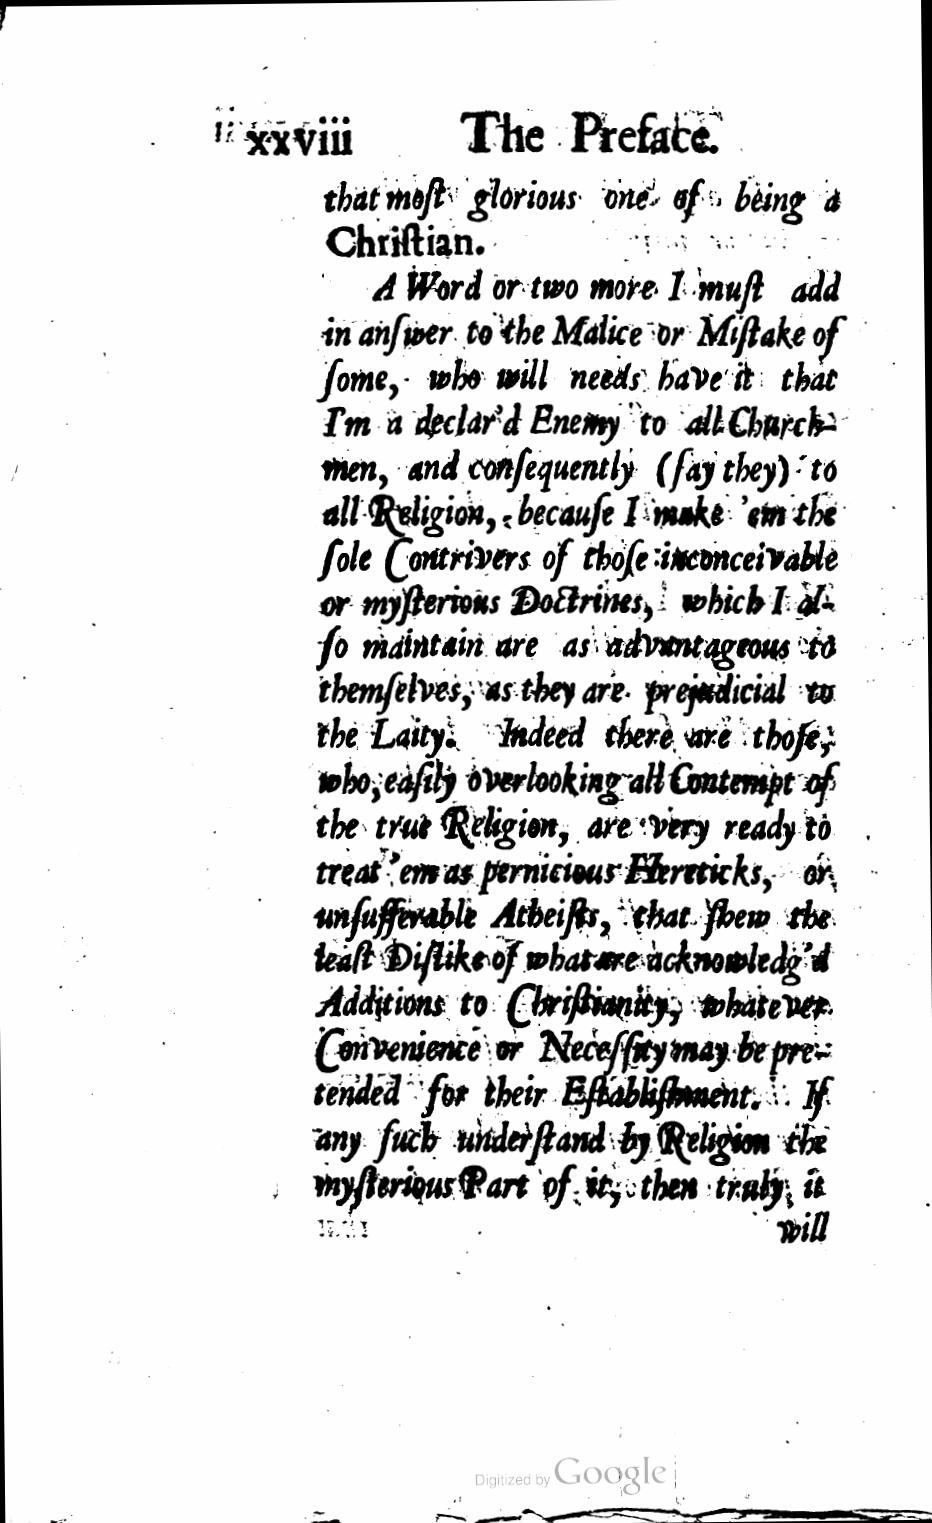 xxviii The Preface.
that moſt glorious one of being a
Chriſtian.
A Word or two more I muſt add
in anſwer to the Malice or Miſtake of
ſome, who will needs have it that
I'm a declar'd Enemy to all Church-
men, and conſequently (ſay they) to
all Religion, becauſe I make 'em the
ſole Contrivers of thoſe inconceivable
or myſterious Doctrines, which I al-
ſo maintain are as advantageous to
themſelves, as they are prejudicial to
the Laity. Indeed there are thoſe,
who, eaſily overlooking all Contempt of
the true Religion, are very ready to
treat 'em as pernicious Hereticks, or
unſufferable Atheiſts, that ſhew the
leaſt Diſlike of what are acknowledg'd
Additions to Chriſtianity, whatever
Convenience or Neceſſity may be pre-
tended for their Eſtabliſhment. If
any ſuch underſtand by Religion the
myſterious Part of it, then truly it
will
Digitized by Google